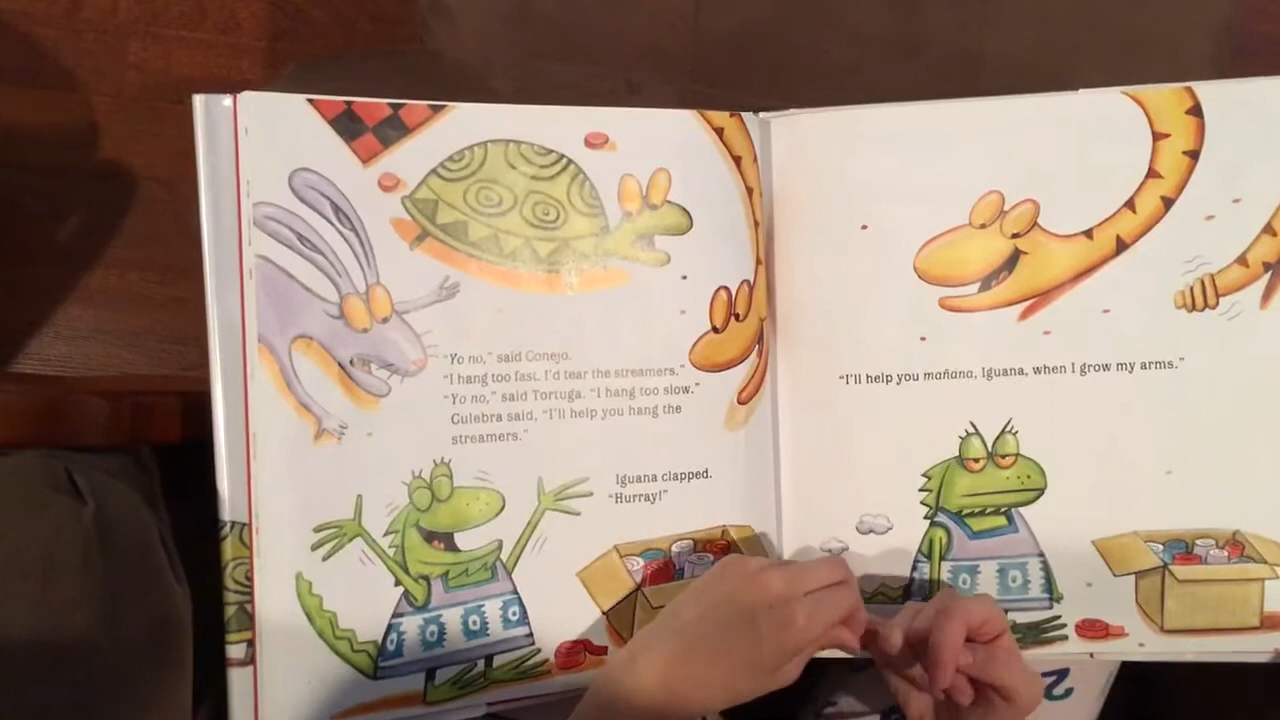 "Yo no," said Conejo.
"I hang too fast. I'd tear the streamers."
"Yo no," said Tortuga. "I hang too slow."
Culebra said, "I'll help you hang the
streamers."
Iguana clapped.
"Hurray!"
"I'll help you mañana, Iguana, when I grow my arms."
2